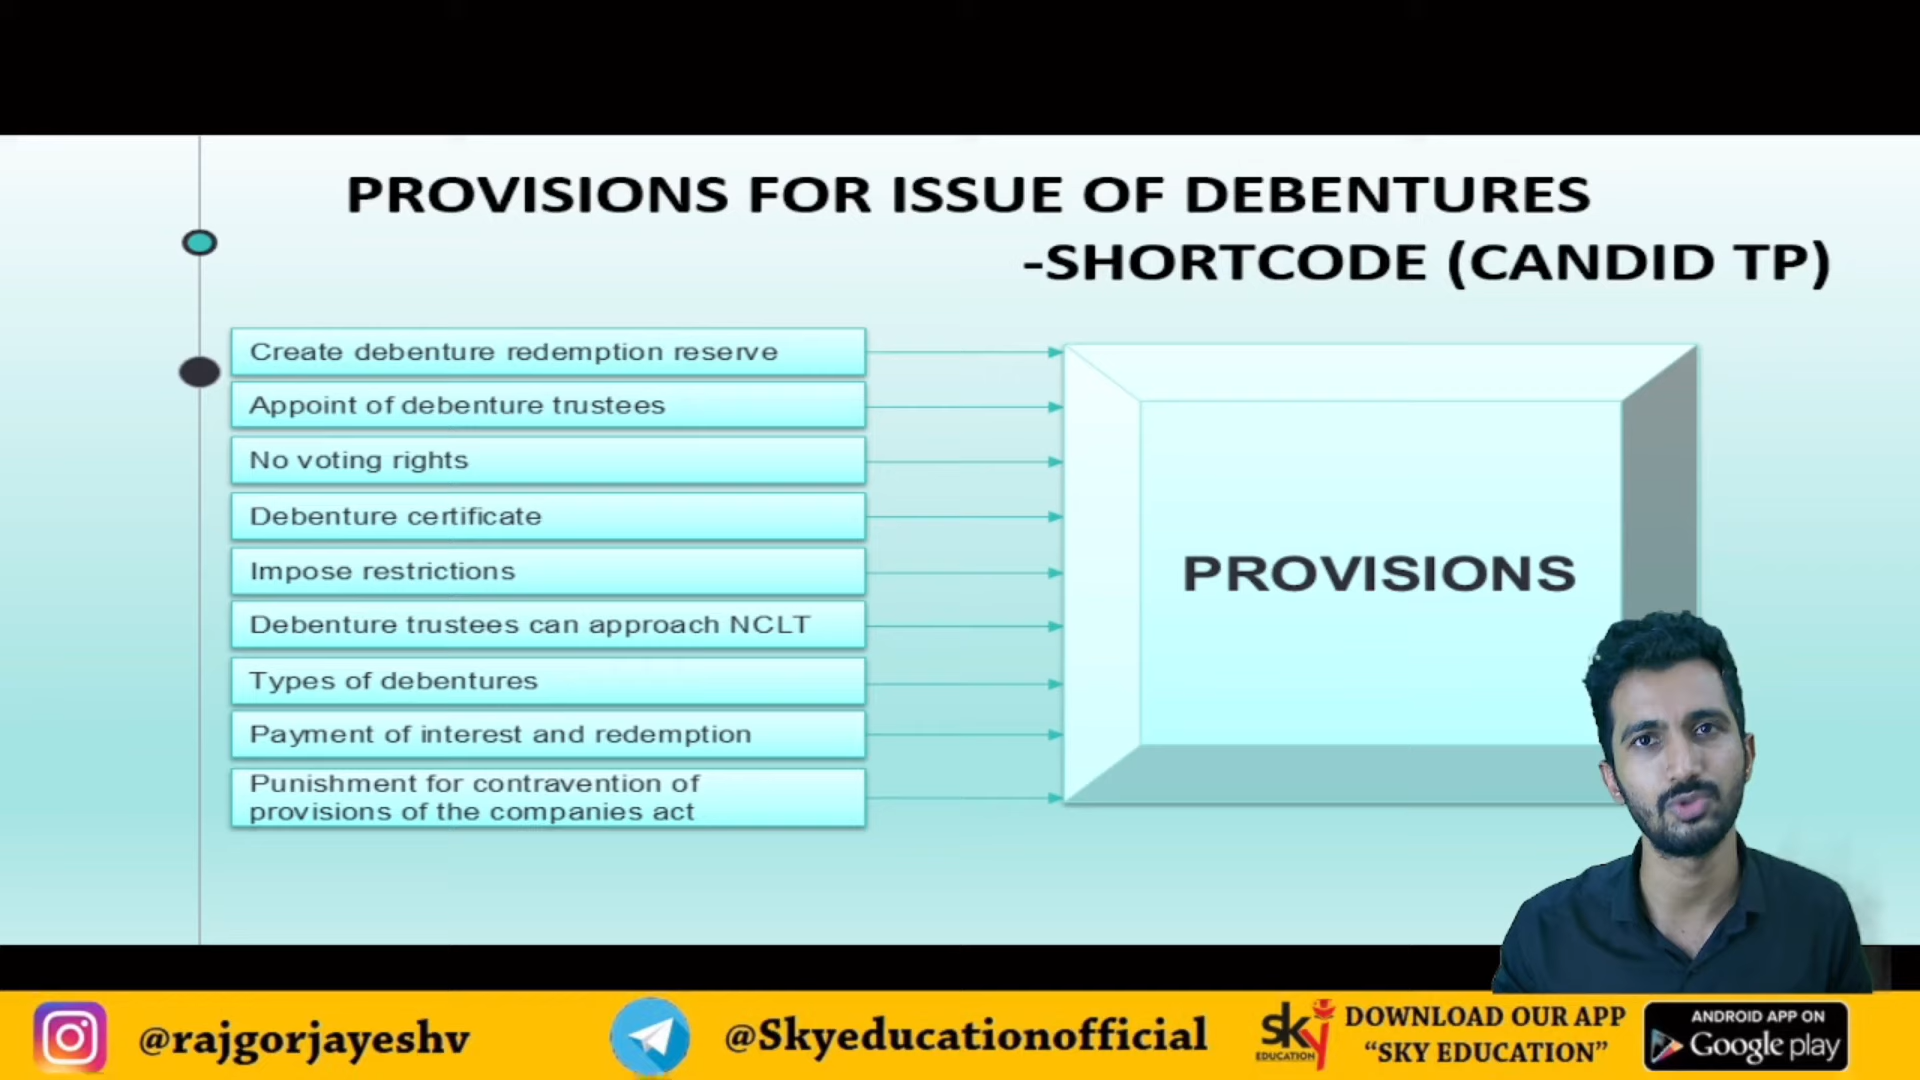 PROVISIONS FOR ISSUE OF DEBENTURES
-SHORTCODE (CANDID TP)
Create debenture redemption reserve
Appoint of debenture trustees
No voting rights
Debenture certificate
Impose restrictions
Debenture trustees can approach NCLT
Types of debentures
Payment of interest and redemption
Punishment for contravention of
provisions of the companies act
PROVISIONS
@rajgorjayeshv
@Skyeducationofficial
sky
EDUCATION
DOWNLOAD OUR APP
“SKY EDUCATION”
ANDROID APP ON
Google play